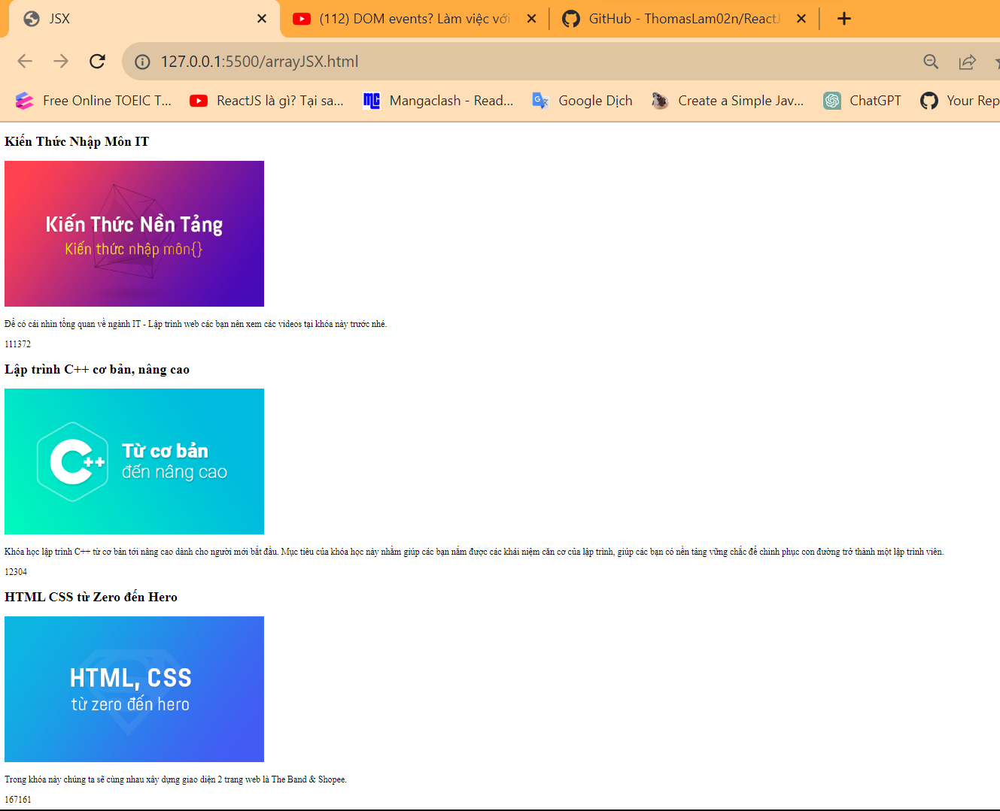 JSX
(112) DOM events? Làm việc với
GitHub - ThomasLam02n/ReactJ
127.0.0.1:5500/arrayJSX.html
Free Online TOEIC T...
ReactJS là gì? Tại sa...
MC
Mangaclash - Read...
Google Dịch
Create a Simple Jav...
ChatGPT
Your Rep
Kiến Thức Nhập Môn IT
Kiến Thức Nền Tảng
Kiến thức nhập môn{}
Để có cái nhìn tổng quan về ngành IT - Lập trình web các bạn nên xem các videos tại khóa này trước nhé.
111372
Lập trình C++ cơ bản, nâng cao
C++
Từ cơ bản
đến nâng cao
Khóa học lập trình C++ từ cơ bản tới nâng cao dành cho người mới bắt đầu. Mục tiêu của khóa học này nhằm giúp các bạn nắm được các khái niệm căn cơ của lập trình, giúp các bạn có nền tảng vững chắc để chinh phục con đường trở thành một lập trình viên.
12304
HTML CSS từ Zero đến Hero
HTML, CSS
từ zero đến hero
Trong khóa này chúng ta sẽ cùng nhau xây dựng giao diện 2 trang web là The Band & Shopee.
167161